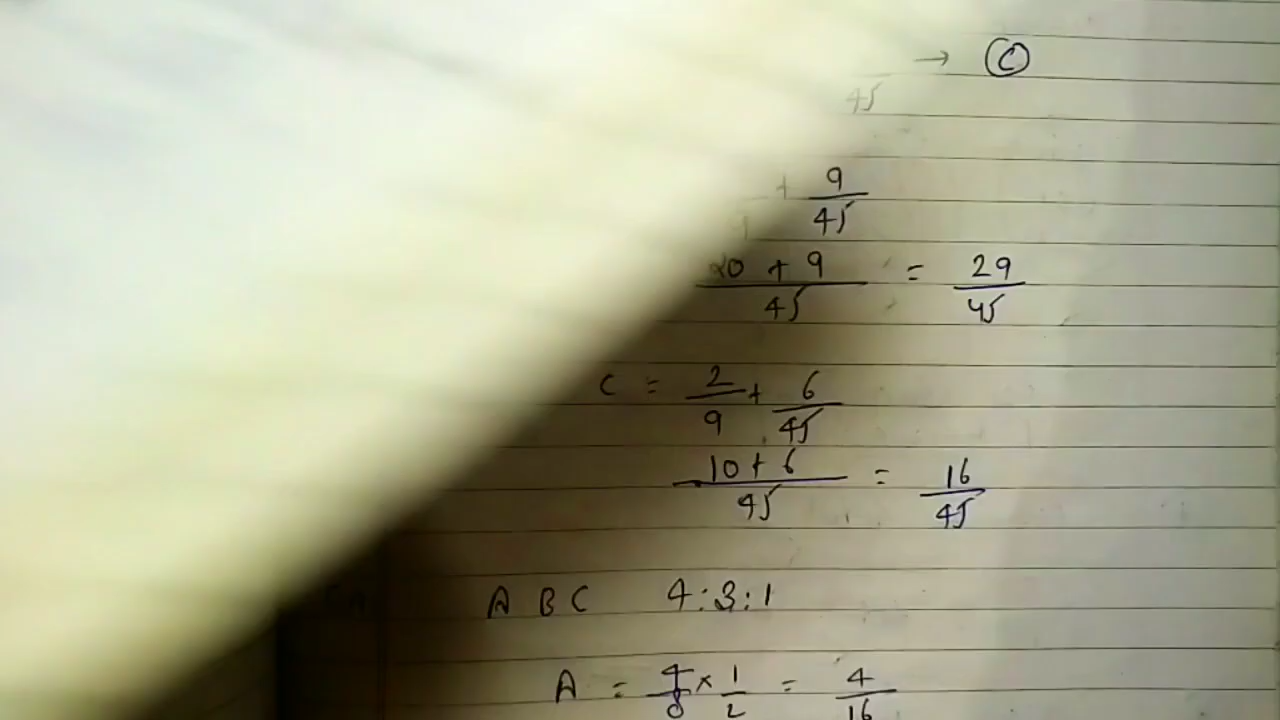 → (C)
45
+ 9/45
20 + 9/45 = 29/45
C = 2/9 + 6/45
10 + 6/45 = 16/45
A B C 4:3:1
A = 4/8 × 1/2 = 4/16